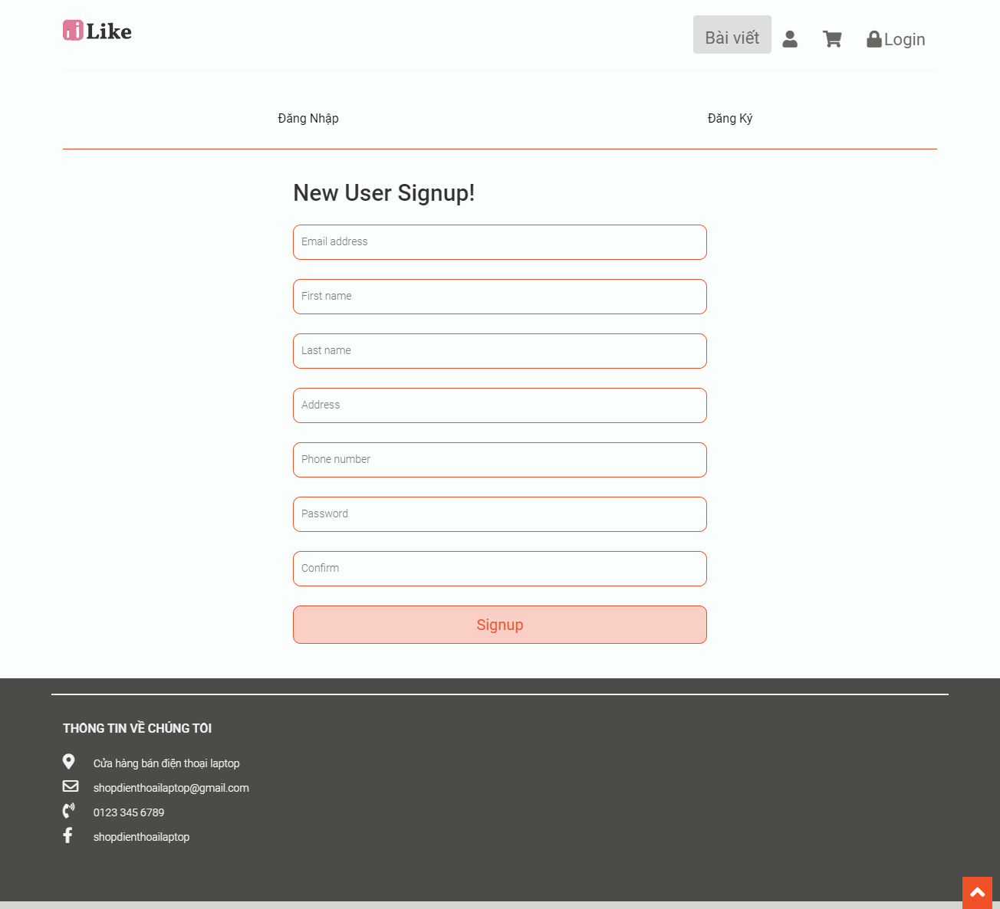 Like
Bài viết
Login
Đăng Nhập
Đăng Ký
New User Signup!
Email address
First name
Last name
Address
Phone number
Password
Confirm
Signup
THÔNG TIN VỀ CHÚNG TÔI
Cửa hàng bán điện thoại laptop
shopdienthoailaptop@gmail.com
0123 345 6789
shopdienthoailaptop